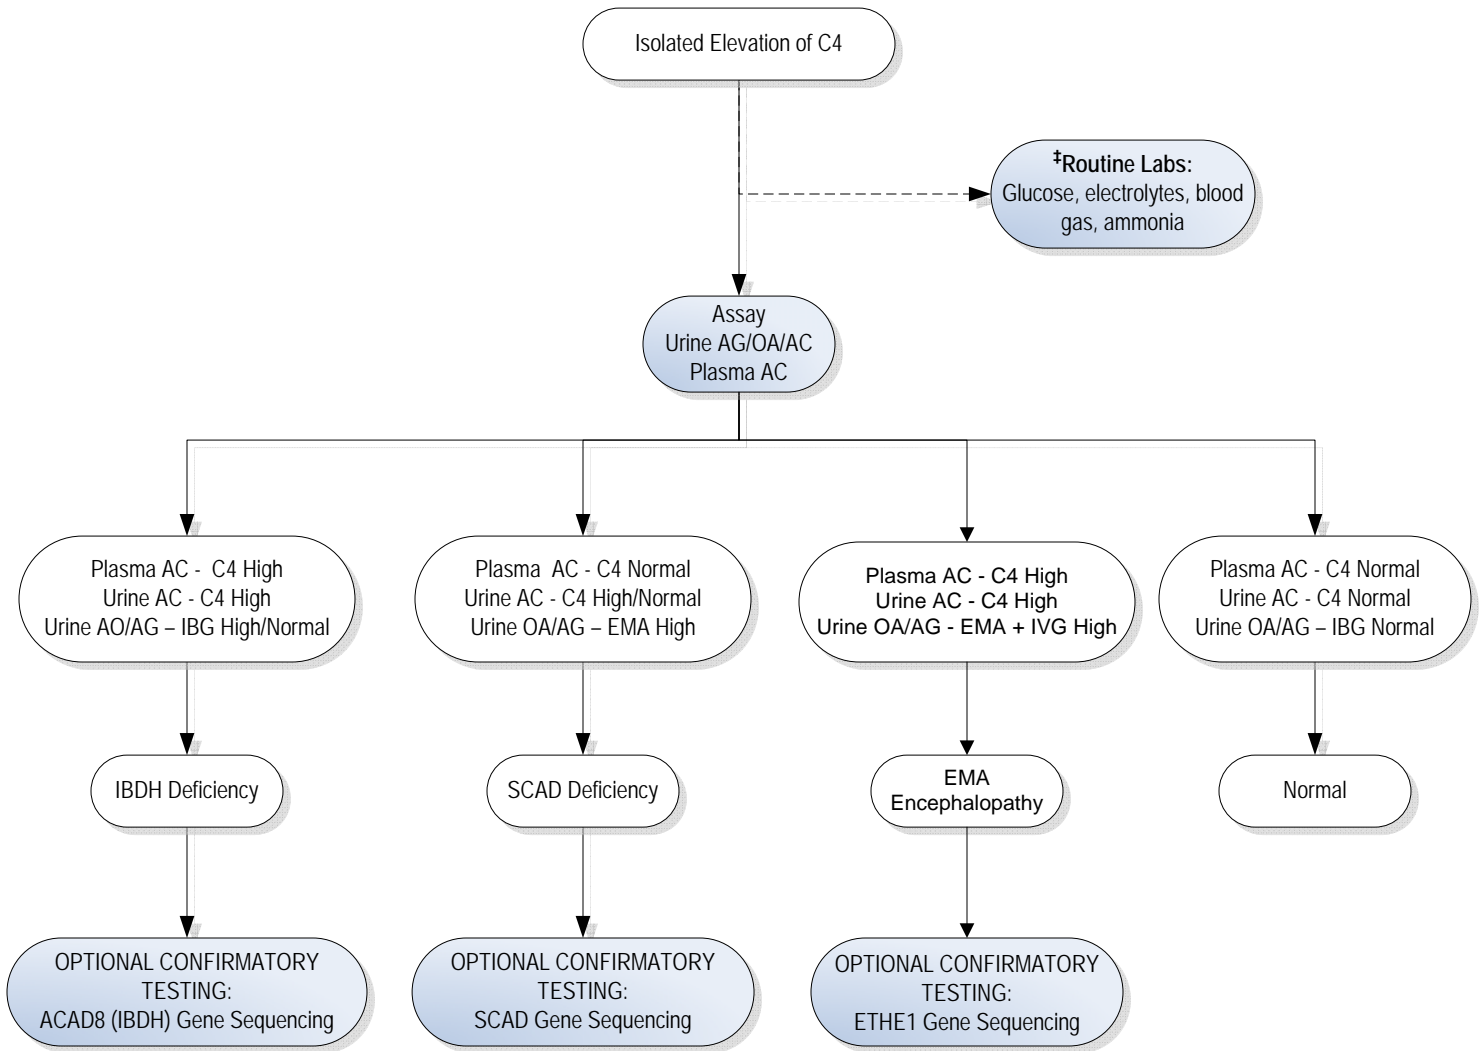 Isolated Elevation of C4
‡Routine Labs:
Glucose, electrolytes, blood
gas, ammonia
Assay
Urine AG/OA/AC
Plasma AC
Plasma AC - C4 High
Urine AC - C4 High
Urine AO/AG – IBG High/Normal
Plasma AC - C4 Normal
Urine AC - C4 High/Normal
Urine OA/AG – EMA High
Plasma AC - C4 High
Urine AC - C4 High
Urine OA/AG - EMA + IVG High
Plasma AC - C4 Normal
Urine AC - C4 Normal
Urine OA/AG – IBG Normal
IBDH Deficiency
SCAD Deficiency
EMA
Encephalopathy
Normal
OPTIONAL CONFIRMATORY
TESTING:
ACAD8 (IBDH) Gene Sequencing
OPTIONAL CONFIRMATORY
TESTING:
SCAD Gene Sequencing
OPTIONAL CONFIRMATORY
TESTING:
ETHE1 Gene Sequencing